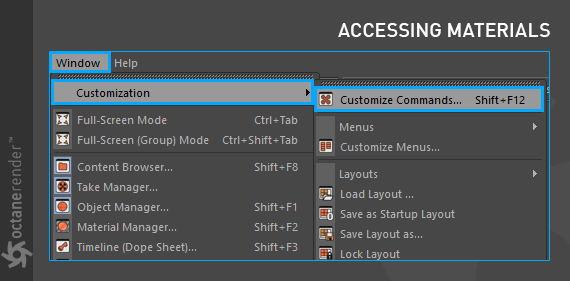 ACCESSING MATERIALS
Window Help
Customization
Customize Commands... Shift+F12
Full-Screen Mode Ctrl+Tab
Full-Screen (Group) Mode Ctrl+Shift+Tab
Content Browser... Shift+F8
Take Manager...
Object Manager... Shift+F1
Material Manager... Shift+F2
Timeline (Dope Sheet)... Shift+F3
Menus
Customize Menus...
Layouts
Load Layout ...
Save as Startup Layout
Save Layout as...
Lock Layout
octanerender™